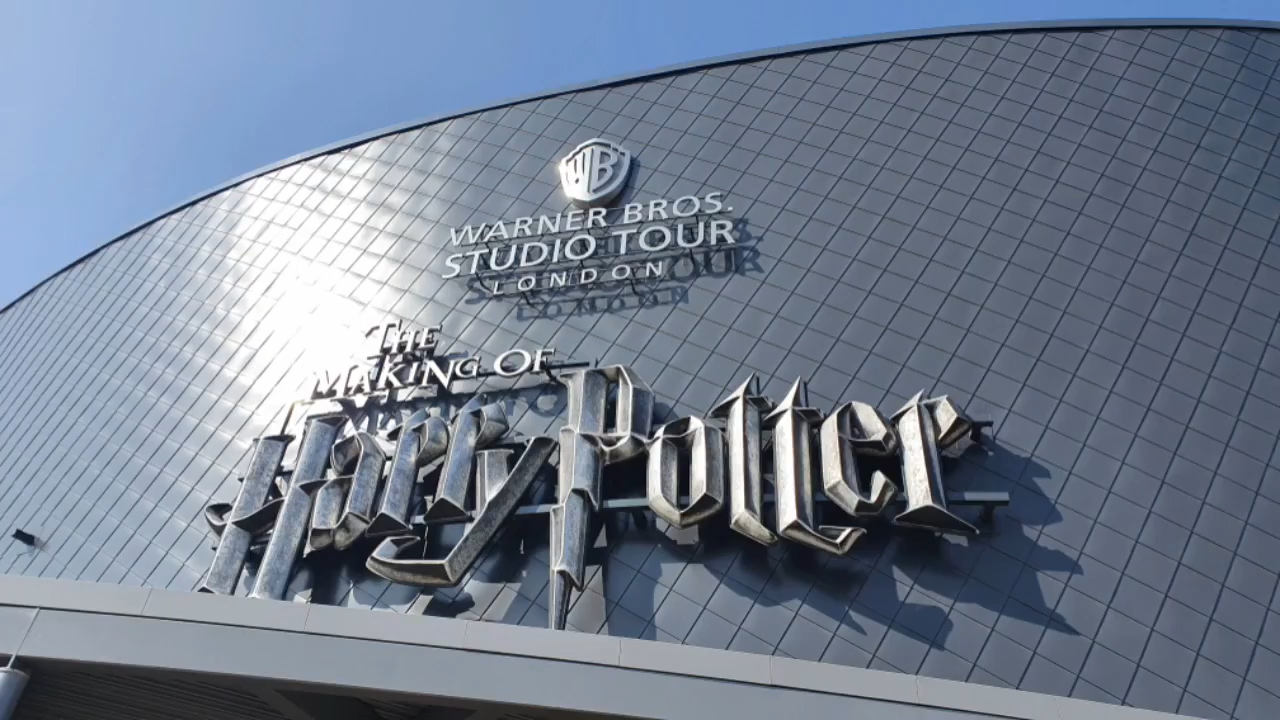 WB
WARNER BROS.
STUDIO TOUR
LONDON
THE
MAKING OF
Harry Potter